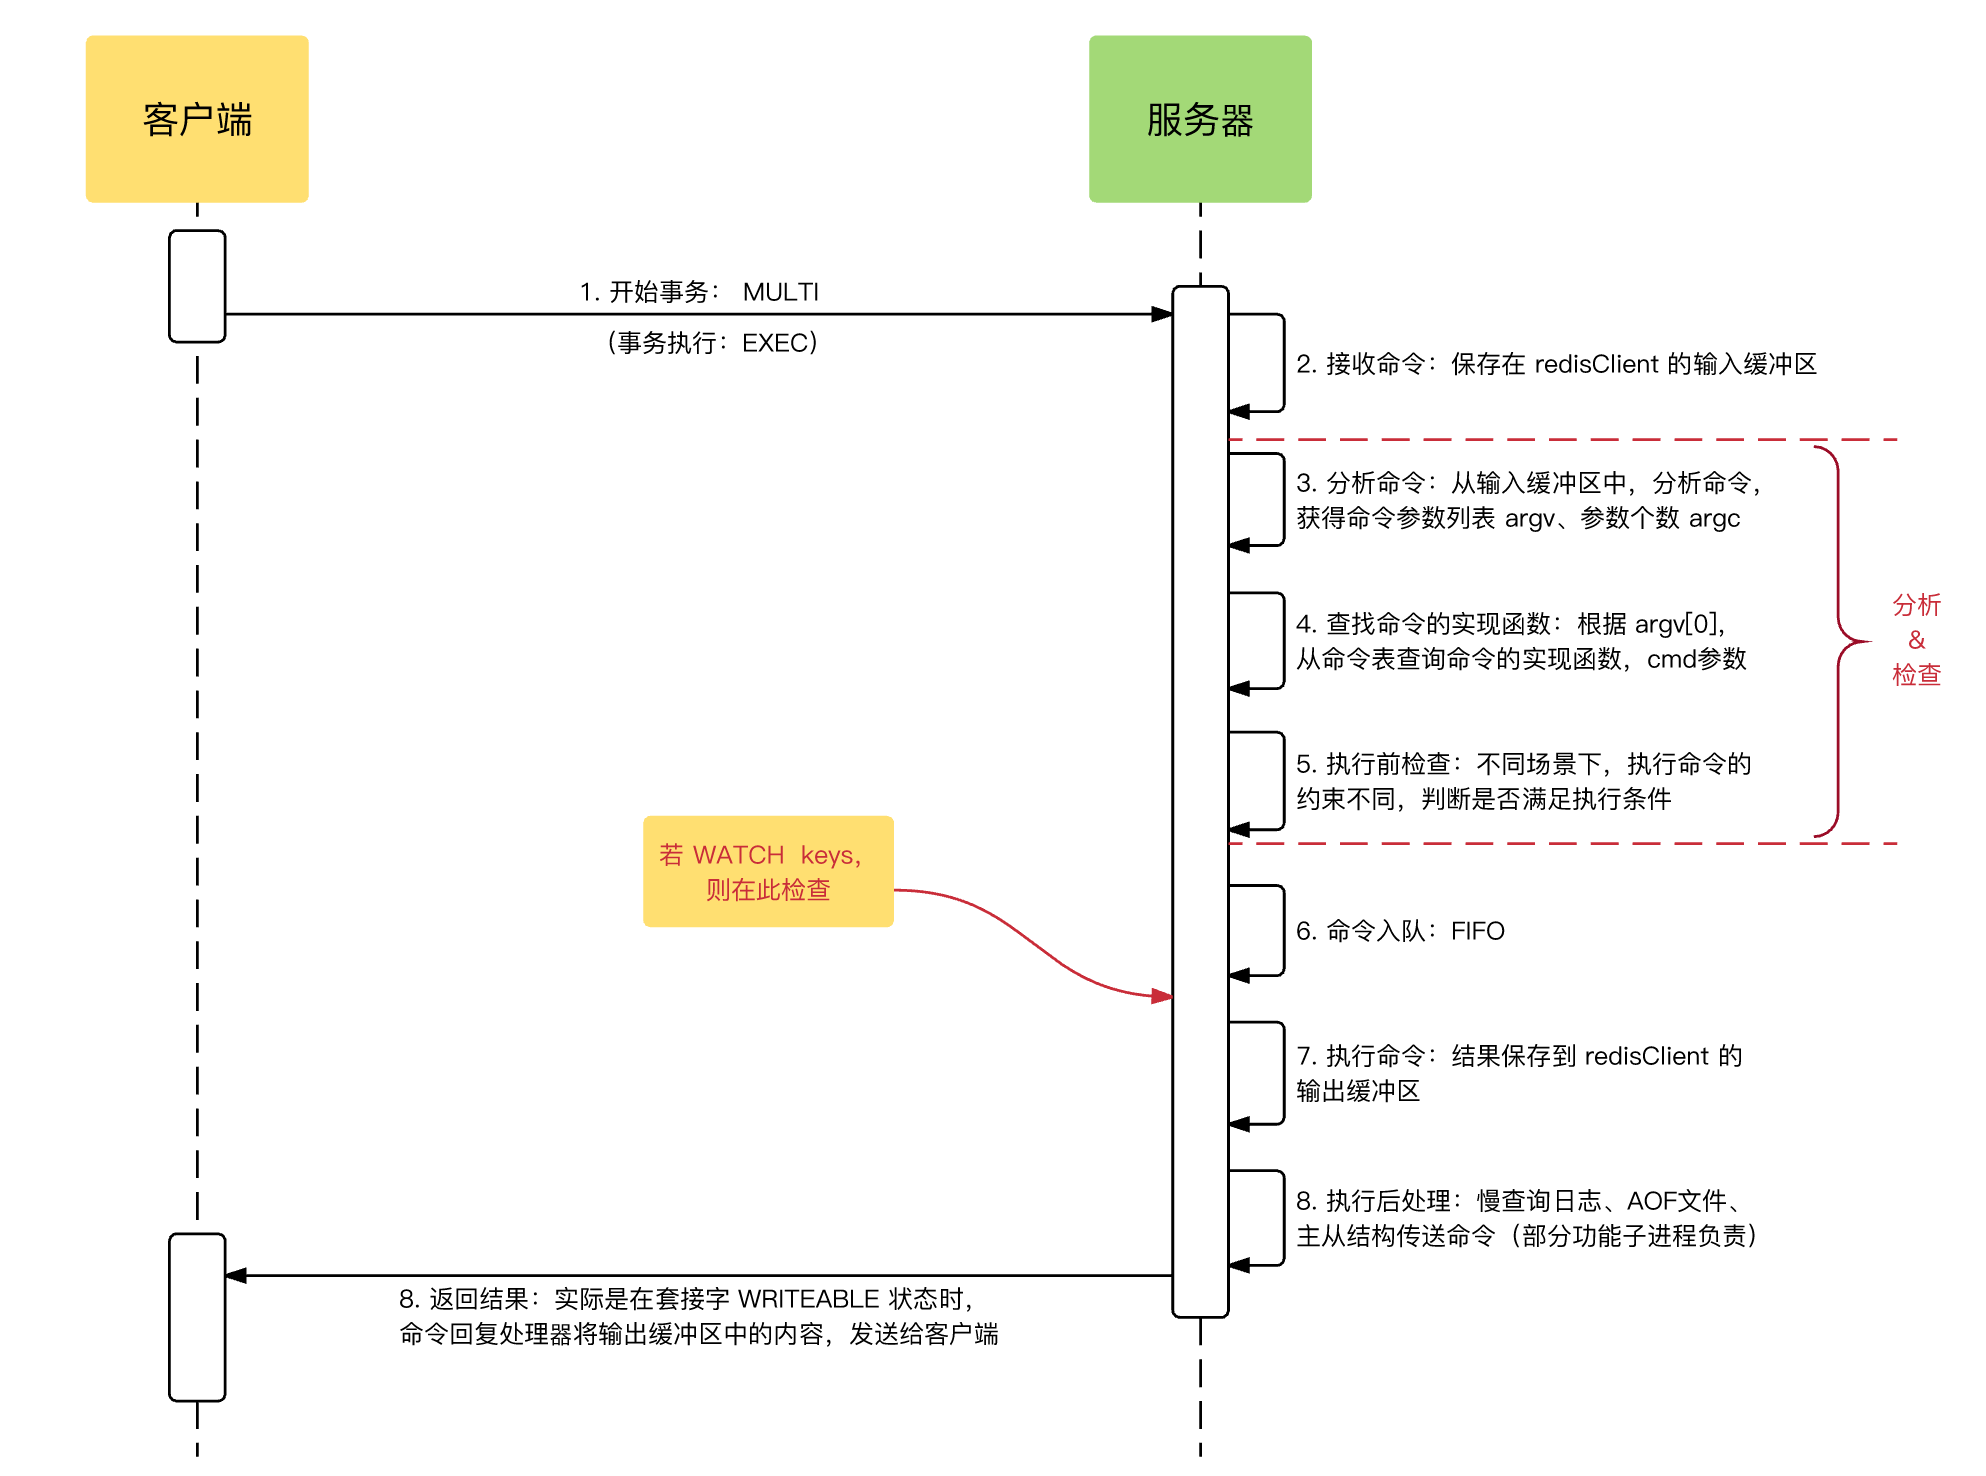 客户端
服务器
1. 开始事务： MULTI
（事务执行：EXEC）
2. 接收命令：保存在 redisClient 的输入缓冲区
3. 分析命令：从输入缓冲区中，分析命令，
获得命令参数列表 argv、参数个数 argc
4. 查找命令的实现函数：根据 argv[0]，
从命令表查询命令的实现函数，cmd参数
分析
&
检查
5. 执行前检查：不同场景下，执行命令的
约束不同，判断是否满足执行条件
若 WATCH keys，
则在此检查
6. 命令入队：FIFO
7. 执行命令：结果保存到 redisClient 的
输出缓冲区
8. 执行后处理：慢查询日志、AOF文件、
主从结构传送命令（部分功能子进程负责）
8. 返回结果：实际是在套接字 WRITEABLE 状态时，
命令回复处理器将输出缓冲区中的内容，发送给客户端